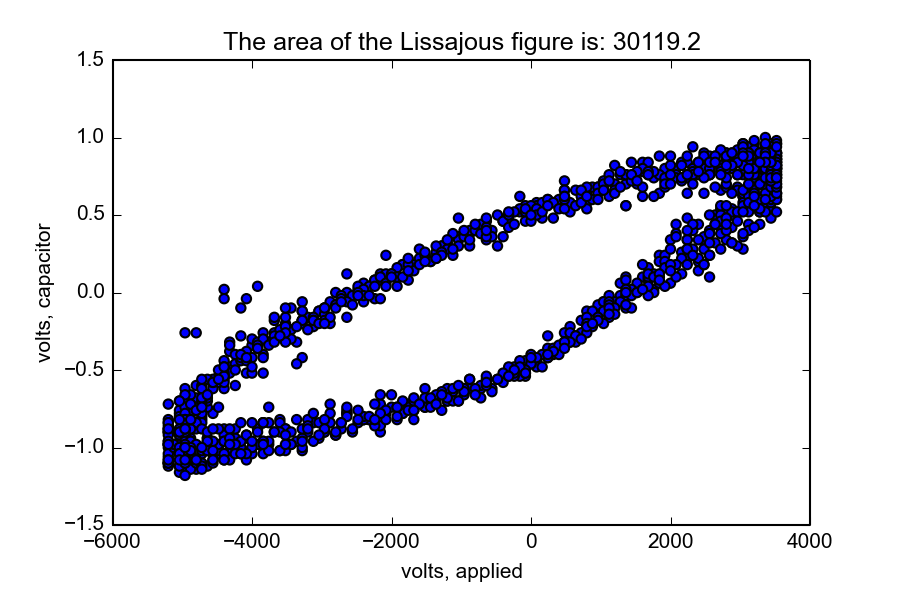 The area of the Lissajous figure is: 30119.2
1.5
1.0
0.5
0.0
−0.5
−1.0
−1.5
−6000 −4000 −2000 0 2000 4000
volts, capacitor
volts, applied